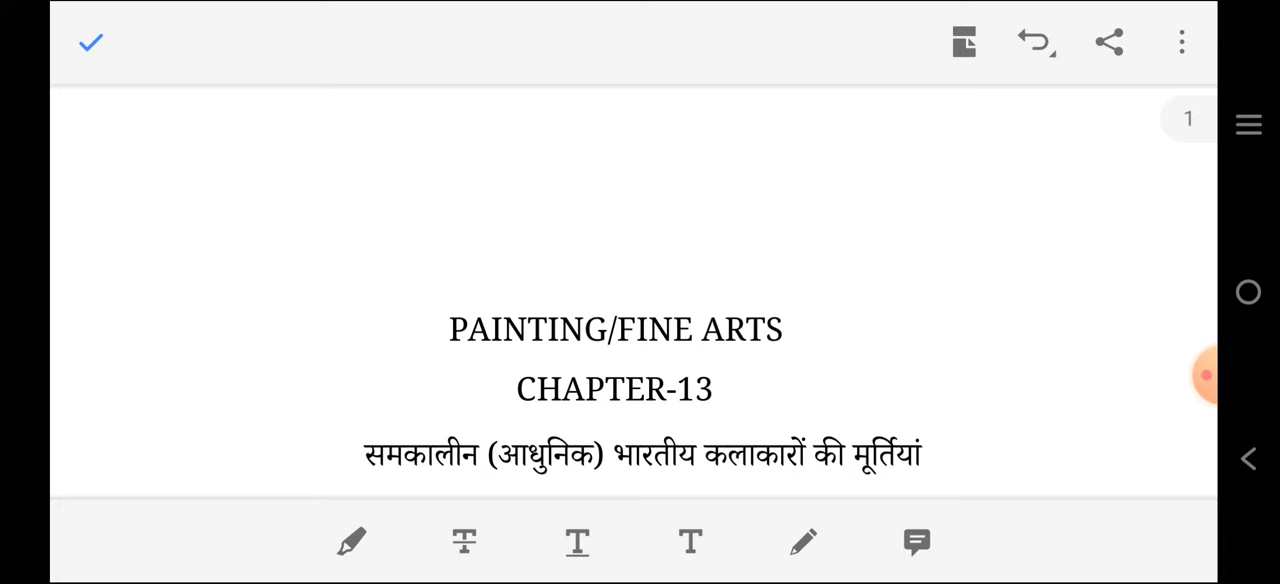 1
PAINTING/FINE ARTS
CHAPTER-13
समकालीन (आधुनिक) भारतीय कलाकारों की मूर्तियां